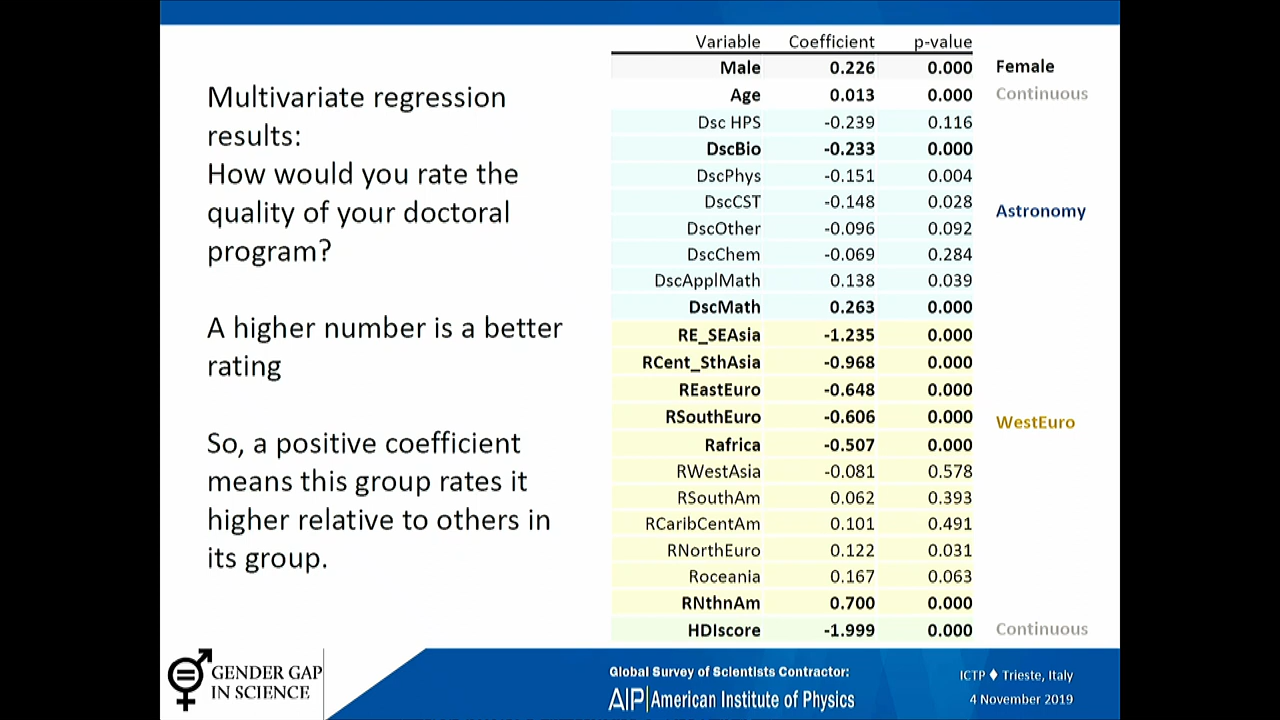 Multivariate regression
results:
How would you rate the
quality of your doctoral
program?
A higher number is a better
rating
So, a positive coefficient
means this group rates it
higher relative to others in
its group.
Variable Coefficient p-value
Male 0.226 0.000 Female
Age 0.013 0.000 Continuous
Dsc HPS -0.239 0.116
DscBio -0.233 0.000
DscPhys -0.151 0.004
DscCST -0.148 0.028
Astronomy
DscOther -0.096 0.092
DscChem -0.069 0.284
DscApplMath 0.138 0.039
DscMath 0.263 0.000
RE_SEAsia -1.235 0.000
RCent_SthAsia -0.968 0.000
REastEuro -0.648 0.000
RSouthEuro -0.606 0.000
WestEuro
Rafrica -0.507 0.000
RWestAsia -0.081 0.578
RSouthAm 0.062 0.393
RCaribCentAm 0.101 0.491
RNorthEuro 0.122 0.031
Roceania 0.167 0.063
RNthnAm 0.700 0.000
HDIscore -1.999 0.000 Continuous
GENDER GAP
IN SCIENCE
Global Survey of Scientists Contractor:
AIP American Institute of Physics
ICTP ♦ Trieste, Italy
4 November 2019